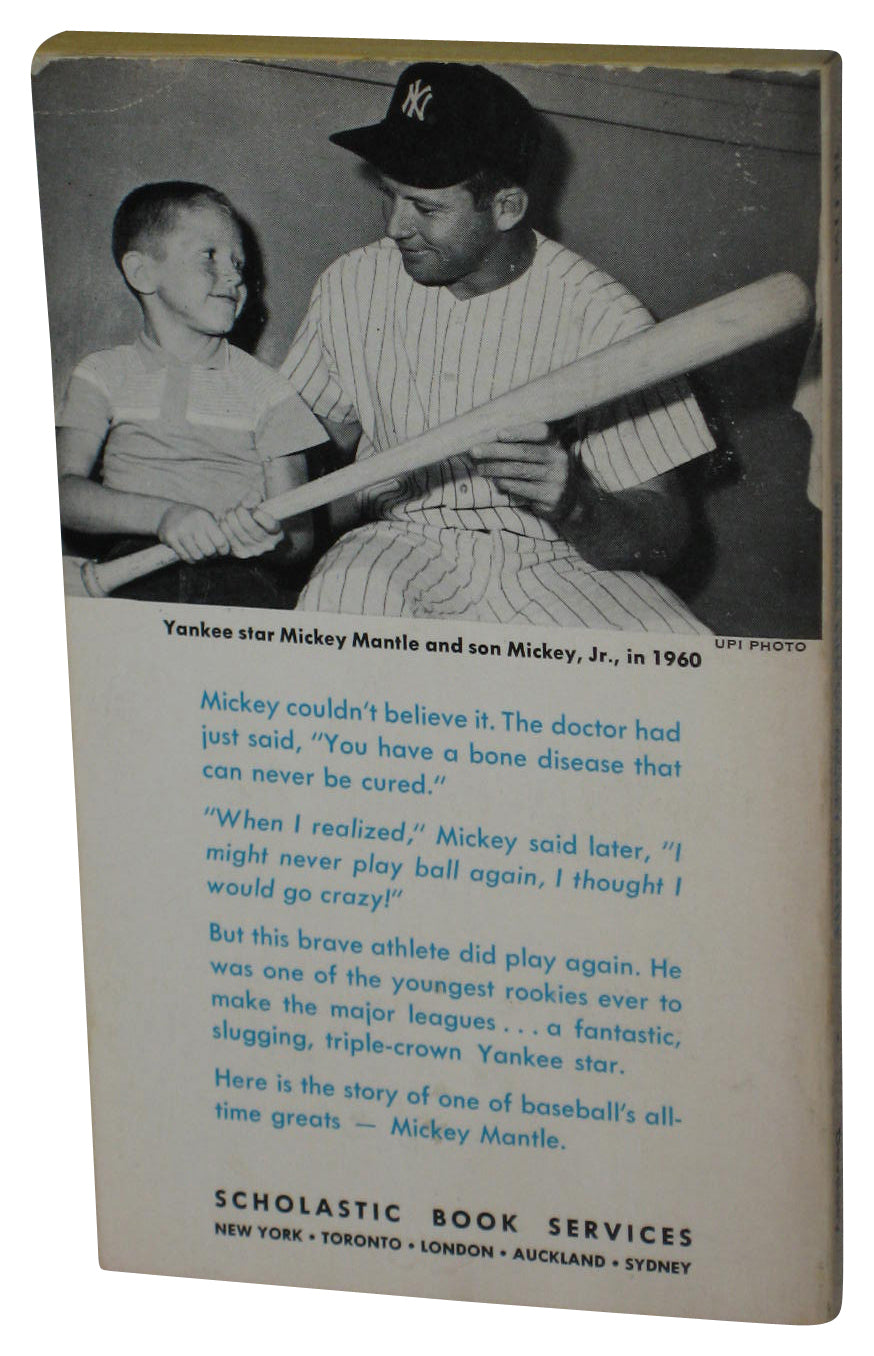 NY
Yankee star Mickey Mantle and son Mickey, Jr., in 1960
UPI PHOTO
Mickey couldn't believe it. The doctor had
just said, "You have a bone disease that
can never be cured."
"When I realized," Mickey said later, "I
might never play ball again, I thought I
would go crazy!"
But this brave athlete did play again. He
was one of the youngest rookies ever to
make the major leagues . . . a fantastic,
slugging, triple-crown Yankee star.
Here is the story of one of baseball's all-
time greats — Mickey Mantle.
SCHOLASTIC BOOK SERVICES
NEW YORK • TORONTO • LONDON • AUCKLAND • SYDNEY